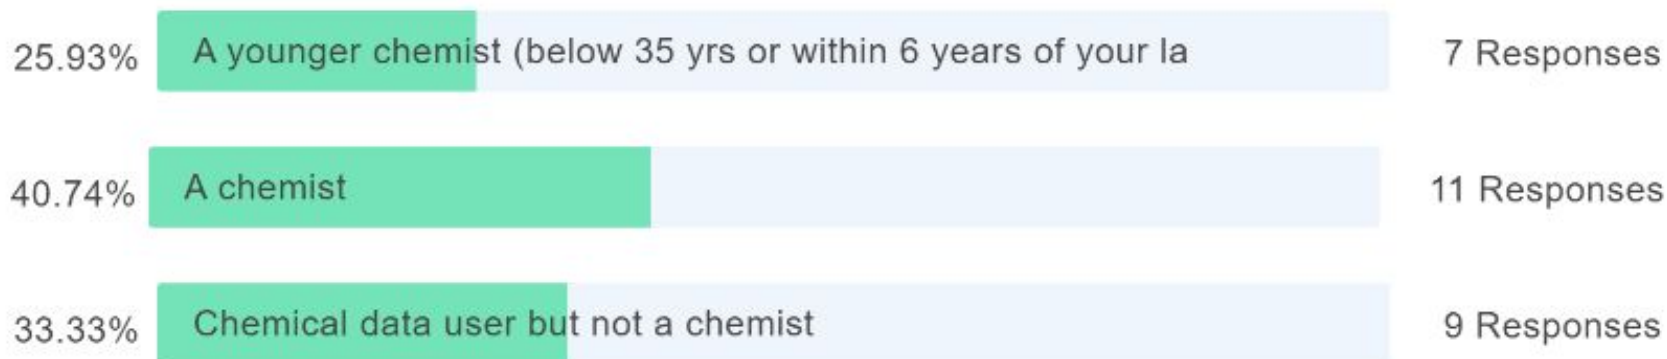 25.93% A younger chemist (below 35 yrs or within 6 years of your la 7 Responses
40.74% A chemist 11 Responses
33.33% Chemical data user but not a chemist 9 Responses